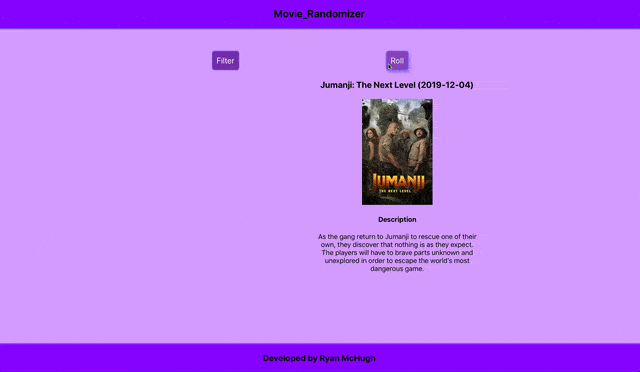 Movie_Randomizer
Filter
Roll
Jumanji: The Next Level (2019-12-04)
JUMANJI
THE NEXT LEVEL
Description
As the gang return to Jumanji to rescue one of their
own, they discover that nothing is as they expect.
The players will have to brave parts unknown and
unexplored in order to escape the world's most
dangerous game.
Developed by Ryan McHugh